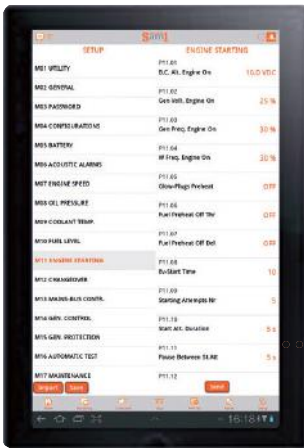 Sam1
SETUP
ENGINE STARTING
M01 UTILITY
M02 GENERAL
M03 PASSWORD
M04 CONFIGURATIONS
M05 BATTERY
M06 ACOUSTIC ALARMS
M07 ENGINE SPEED
M08 OIL PRESSURE
M09 COOLANT TEMP.
M10 FUEL LEVEL
M11 ENGINE STARTING
M12 CHANGEOVER
M13 MAINS-BUS CONTR.
M14 GEN. CONTROL
M15 GEN. PROTECTION
M16 AUTOMATIC TEST
M17 MAINTENANCE
P11.01
D.C. Alt. Engine On
10.0 VDC
P11.02
Gen Volt. Engine On
25 %
P11.03
Gen Freq. Engine On
30 %
P11.04
W Freq. Engine On
30 %
P11.05
Glow-Plugs Preheat
OFF
P11.06
Fuel Preheat Off Thr
OFF
P11.07
Fuel Preheat Off Del
OFF
P11.08
Time
10
P11.09
Starting Attempts Nr
5
P11.10
Start Att. Duration
5 s
P11.11
Pause Between St.Att
5 s
P11.12
Import
Save
Send
16:18